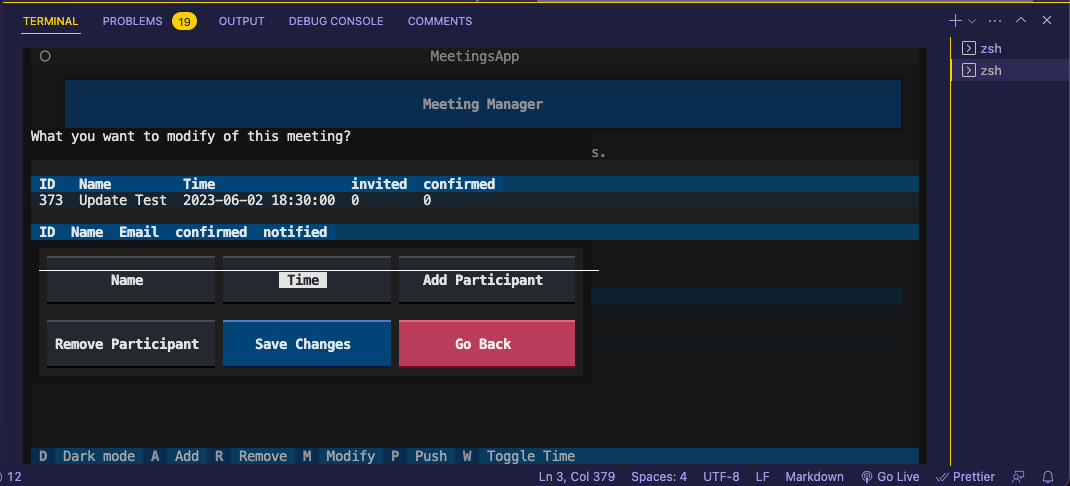 TERMINAL PROBLEMS 19 OUTPUT DEBUG CONSOLE COMMENTS
MeetingsApp
zsh
zsh
Meeting Manager
What you want to modify of this meeting?
s.
ID Name Time invited confirmed
373 Update Test 2023-06-02 18:30:00 0 0
ID Name Email confirmed notified
Name Time Add Participant
Remove Participant Save Changes Go Back
D Dark mode A Add R Remove M Modify P Push W Toggle Time
12 Ln 3, Col 379 Spaces: 4 UTF-8 LF Markdown Go Live Prettier